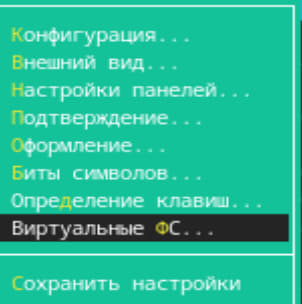 Конфигурация...
Внешний вид...
Настройки панелей...
Подтверждение...
Оформление...
Биты символов...
Определение клавиш...
Виртуальные ФС...
Сохранить настройки